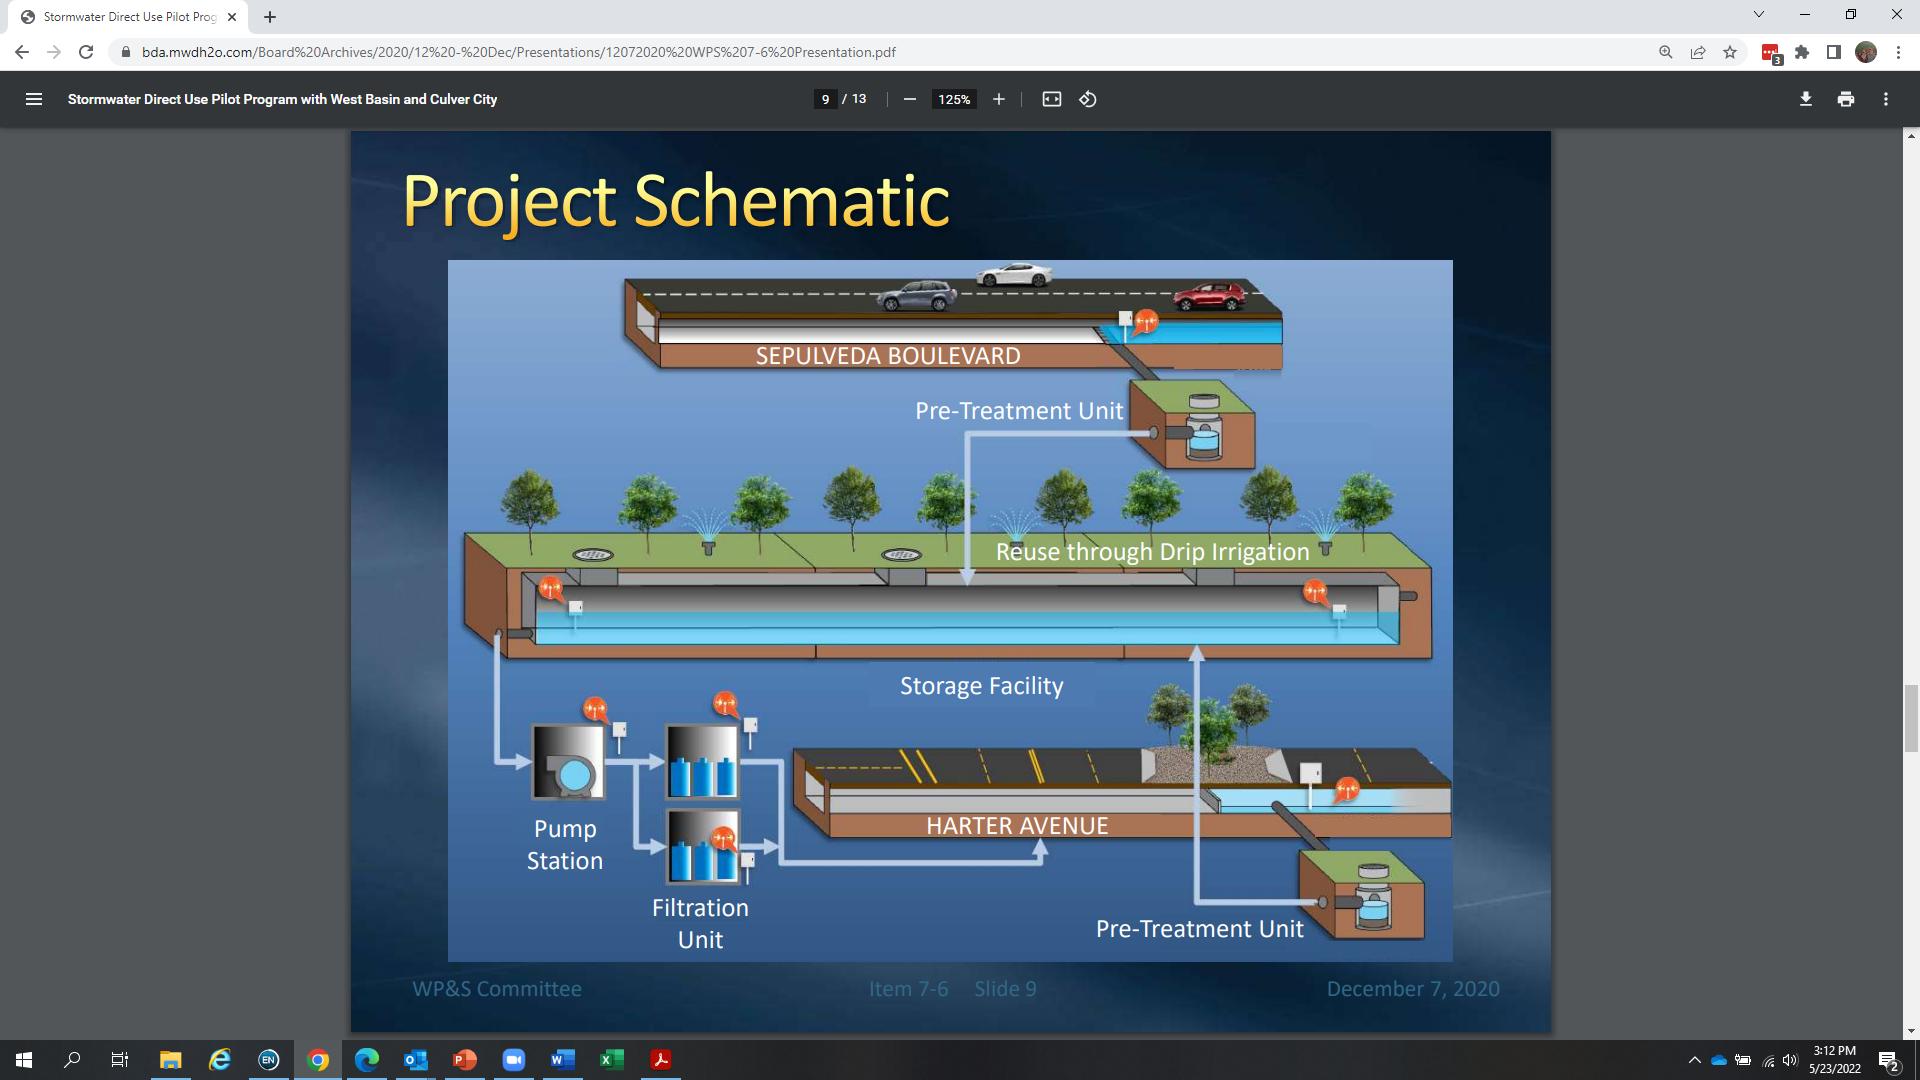 Stormwater Direct Use Pilot Prog
bda.mwdh2o.com/Board%20Archives/2020/12%20-%20Dec/Presentations/12072020%20WPS%207-6%20Presentation.pdf
3
Stormwater Direct Use Pilot Program with West Basin and Culver City
9 / 13
125%
Project Schematic
SEPULVEDA BOULEVARD
Pre-Treatment Unit
Reuse through Drip Irrigation
Storage Facility
Pump
Station
HARTER AVENUE
Filtration
Unit
Pre-Treatment Unit
WP&S Committee
Item 7-6 Slide 9
December 7, 2020
EN
3:12 PM
5/23/2022
2